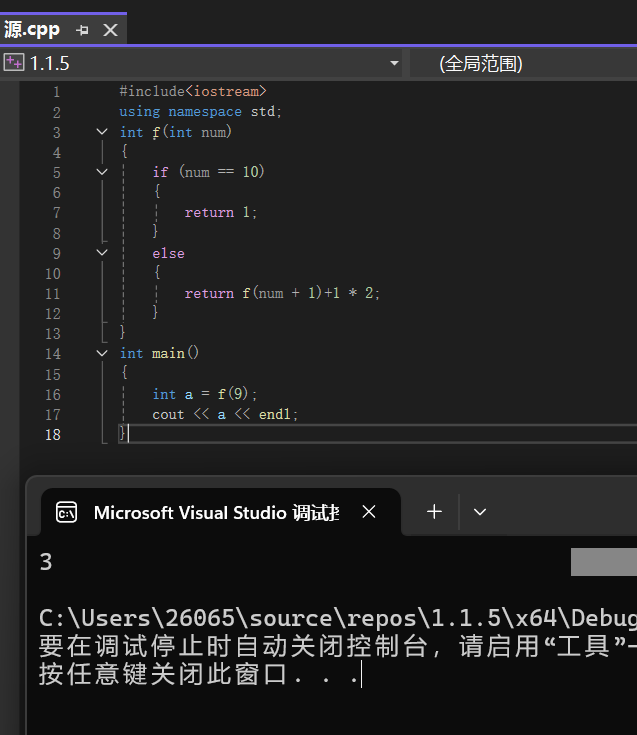 源.cpp
1.1.5 (全局范围)
1 #include<iostream>
2 using namespace std;
3 int f(int num)
4 {
5 if (num == 10)
6 {
7 return 1;
8 }
9 else
10 {
11 return f(num + 1)+1 * 2;
12 }
13 }
14 int main()
15 {
16 int a = f(9);
17 cout << a << endl;
18 }
C:\ Microsoft Visual Studio 调试控
3
C:\Users\26065\source\repos\1.1.5\x64\Debug
要在调试停止时自动关闭控制台，请启用“工具”-
按任意键关闭此窗口. . .